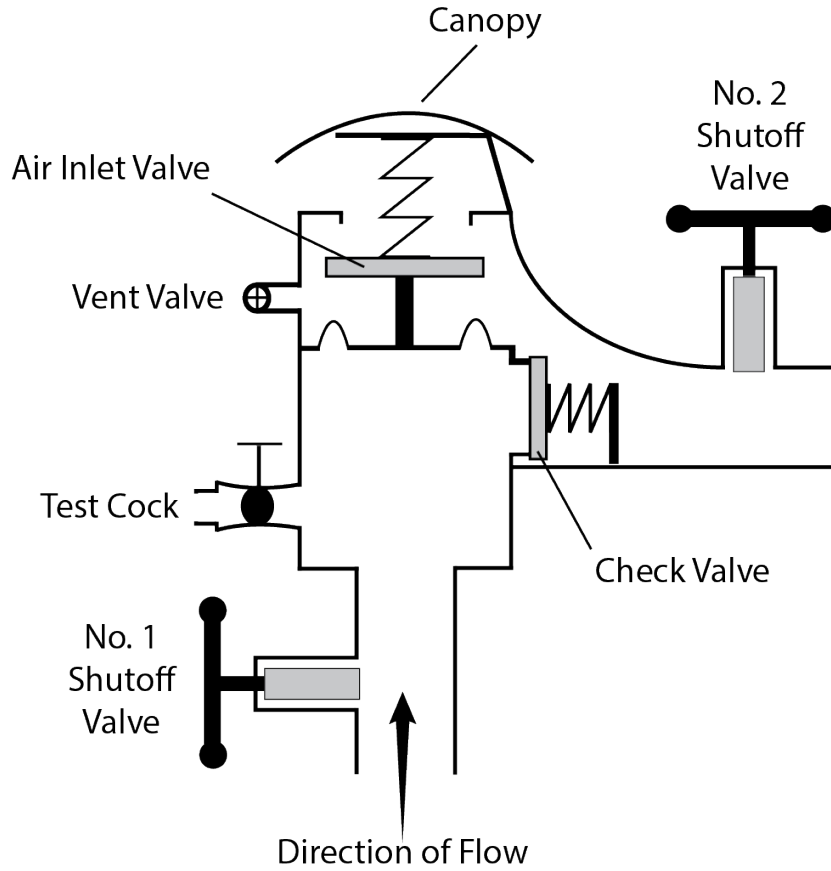 Canopy
No. 2
Shutoff
Valve
Air Inlet Valve
Vent Valve
Test Cock
Check Valve
No. 1
Shutoff
Valve
Direction of Flow